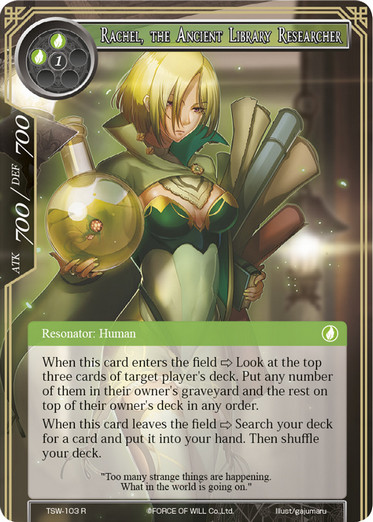 Rachel, the Ancient Library Researcher
1
ATK 700 / DEF 700
Resonator: Human
When this card enters the field ⇨ Look at the top
three cards of target player's deck. Put any number
of them in their owner's graveyard and the rest on
top of their owner's deck in any order.
When this card leaves the field ⇨ Search your deck
for a card and put it into your hand. Then shuffle
your deck.
"Too many strange things are happening.
What in the world is going on."
TSW-103 R
©FORCE OF WILL Co.,Ltd.
Illust/gajumaru